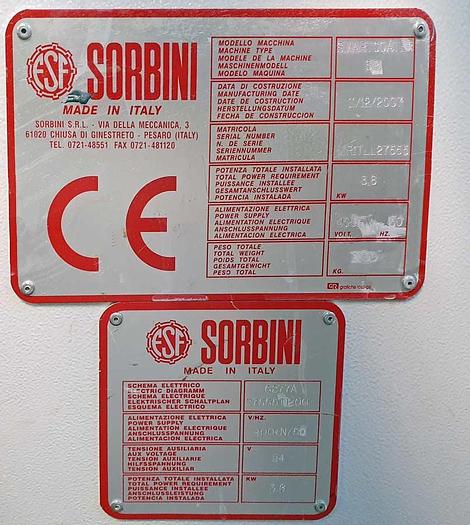 ESF SORBINI
MADE IN ITALY
SORBINI S.R.L. - VIA DELLA MECCANICA, 3
61020 CHIUSA DI GINESTRETO - PESARO (ITALY)
TEL. 0721-48551 FAX 0721-481120
CE
MODELLO MACCHINA
MACHINE TYPE
MODELE DE LA MACHINE
MASCHINENMODELL
MODELO MAQUINA
DATA DI COSTRUZIONE
MANUFACTURING DATE
DATE DE COSTRUCTION
HERSTELLUNGSDATUM
FECHA DE CONSTRUCCION
/12/2007
MATRICOLA
SERIAL NUMBER
N. DE SERIE
SERIENNUMMER
MATRICULA
POTENZA TOTALE INSTALLATA
TOTAL POWER REQUIREMENT
PUISSANCE INSTALLEE
GESAMTANSCHLUSSWERT
POTENCIA INSTALADA
3,8
KW
ALIMENTAZIONE ELETTRICA
POWER SUPPLY
ALIMENTATION ELECTRIQUE
ANSCHLUSSPANNUNG
ALIMENTACION ELECTRICA
VOLT. HZ.
PESO TOTALE
TOTAL WEIGHT
POIDS TOTAL
GESAMTGEWICHT
PESO TOTAL
KG.
ESF SORBINI
MADE IN ITALY
SCHEMA ELETTRICO
ELECTRIC DIAGRAMM
SCHEMA ELECTRIQUE
ELEKTRISCHER SCHALTPLAN
ESQUEMA ELECTRICO
ALIMENTAZIONE ELETTRICA
POWER SUPPLY
ALIMENTATION ELECTRIQUE
ANSCHLUSSPANNUNG
ALIMENTACION ELECTRICA
V/HZ.
400+N/50
TENSIONE AUSILIARIA
AUX VOLTAGE
TENSION AUXILIARIE
HILFSSPANNUNG
TENSION AUXILIAR
V
24
POTENZA TOTALE INSTALLATA
TOTAL POWER REQUIREMENT
PUISSANCE INSTALLEE
ANSCHLUSSLEISTUNG
POTENCIA INSTALADA
KW
3,8